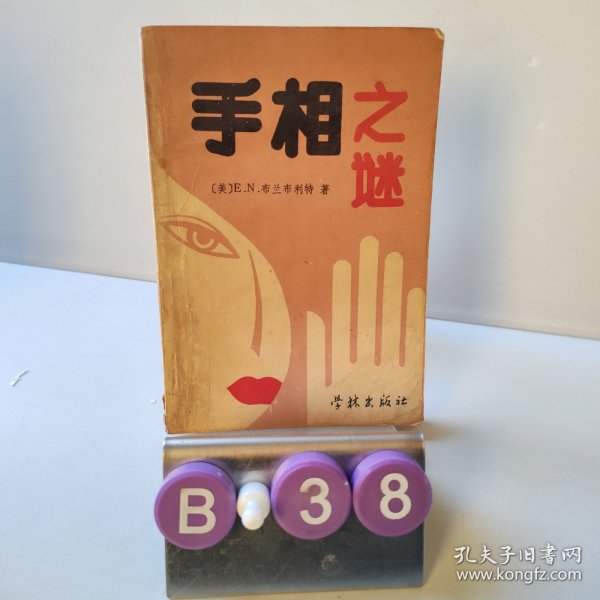 手相之谜
〔美〕E.N.布兰布利特 著
学林出版社
B 38
孔夫子旧书网
www.kongfz.com